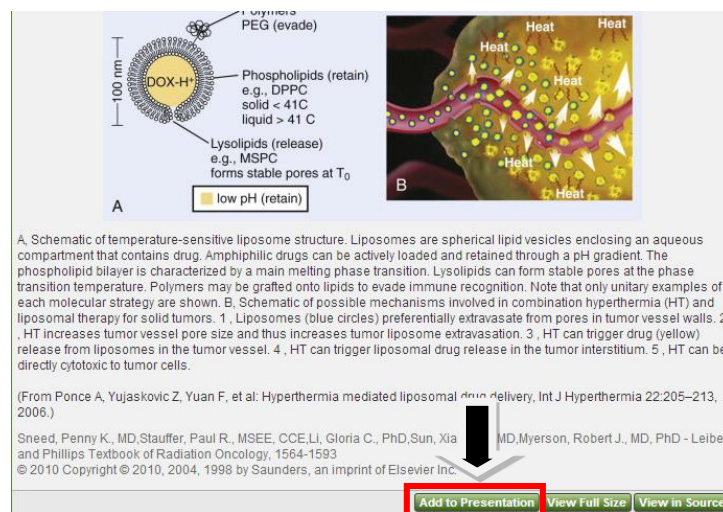 Polymers
PEG (evade)
100 nm
DOX-H+
Phospholipids (retain)
e.g., DPPC
solid < 41C
liquid > 41 C
Lysolipids (release)
e.g., MSPC
forms stable pores at T0
low pH (retain)
A
Heat
Heat
Heat
Heat
Heat
Heat
B
A, Schematic of temperature-sensitive liposome structure. Liposomes are spherical lipid vesicles enclosing an aqueous
compartment that contains drug. Amphiphilic drugs can be actively loaded and retained through a pH gradient. The
phospholipid bilayer is characterized by a main melting phase transition. Lysolipids can form stable pores at the phase
transition temperature. Polymers may be grafted onto lipids to evade immune recognition. Note that only unitary examples of
each molecular strategy are shown. B, Schematic of possible mechanisms involved in combination hyperthermia (HT) and
liposomal therapy for solid tumors. 1 , Liposomes (blue circles) preferentially extravasate from pores in tumor vessel walls. 2
, HT increases tumor vessel pore size and thus increases tumor liposome extravasation. 3 , HT can trigger drug (yellow)
release from liposomes in the tumor vessel. 4 , HT can trigger liposomal drug release in the tumor interstitium. 5 , HT can be
directly cytotoxic to tumor cells.
(From Ponce A, Yujaskovic Z, Yuan F, et al: Hyperthermia mediated liposomal drug delivery, Int J Hyperthermia 22:205–213,
2006.)
Sneed, Penny K., MD,Stauffer, Paul R., MSEE, CCE,Li, Gloria C., PhD,Sun, Xia MD,Myerson, Robert J., MD, PhD - Leibel
and Phillips Textbook of Radiation Oncology, 1564-1593
© 2010 Copyright © 2010, 2004, 1998 by Saunders, an imprint of Elsevier Inc.
Add to Presentation
View Full Size
View in Source